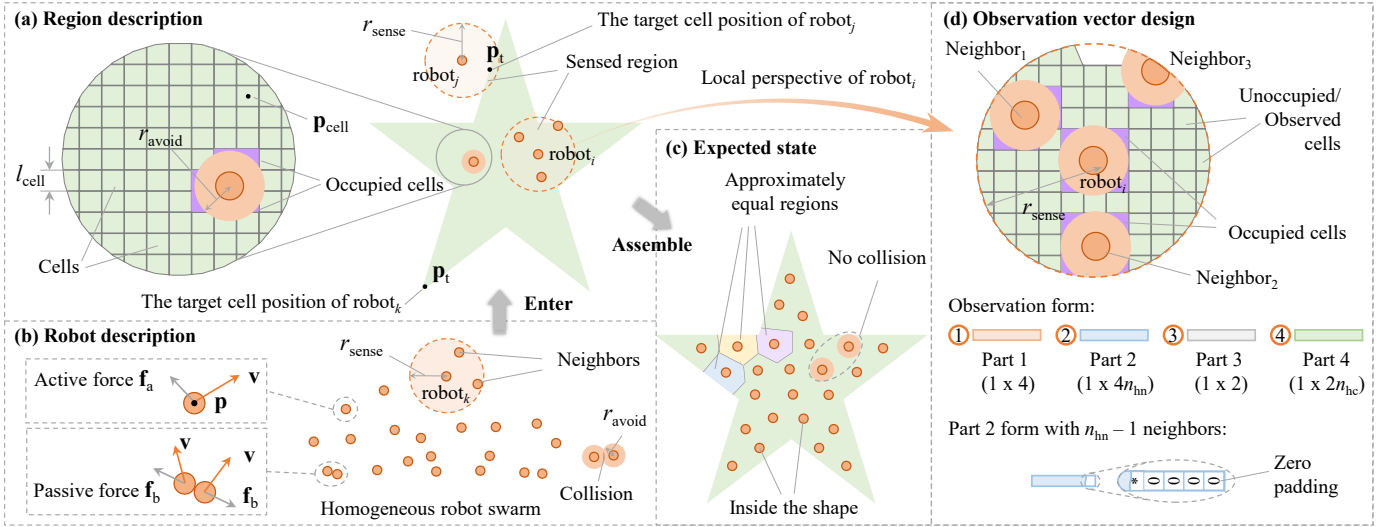 (a) Region description
r_sense
robot_j
p_t
The target cell position of robot_j
Sensed region
p_cell
r_avoid
l_cell
Occupied cells
Cells
robot_i
Local perspective of robot_i
p_t
The target cell position of robot_k
Enter
Assemble
(b) Robot description
Active force f_a
v
p
v
v
Passive force f_b
f_b
r_sense
robot_k
Neighbors
r_avoid
Collision
Homogeneous robot swarm
(c) Expected state
Approximately
equal regions
No collision
Inside the shape
(d) Observation vector design
Neighbor_1
Neighbor_3
Unoccupied/
Observed
cells
robot_i
r_sense
Occupied cells
Neighbor_2
Observation form:
1 2 3 4
Part 1 Part 2 Part 3 Part 4
(1 x 4) (1 x 4n_hn) (1 x 2) (1 x 2n_hc)
Part 2 form with n_hn – 1 neighbors:
* 0 0 0 0
Zero
padding